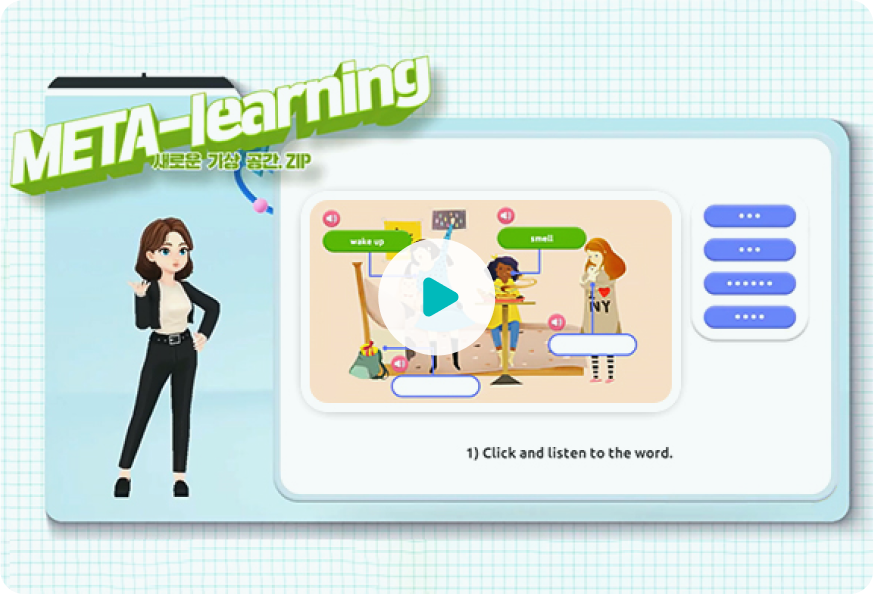 META-learning
새로운 가상 공간. ZIP
wake up
smell
I ♥
NY
1) Click and listen to the word.